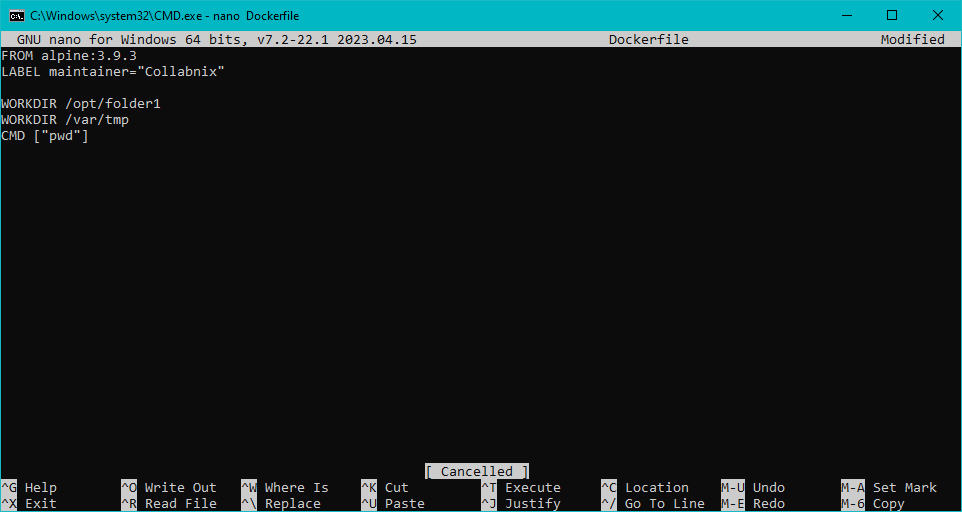 C:\Windows\system32\CMD.exe - nano  Dockerfile
GNU nano for Windows 64 bits, v7.2-22.1 2023.04.15 Dockerfile Modified
FROM alpine:3.9.3
LABEL maintainer="Collabnix"
WORKDIR /opt/folder1
WORKDIR /var/tmp
CMD ["pwd"]
[ Cancelled ]
^G Help ^O Write Out ^W Where Is ^K Cut ^T Execute ^C Location M-U Undo M-A Set Mark
^X Exit ^R Read File ^\ Replace ^U Paste ^J Justify ^/ Go To Line M-E Redo M-6 Copy